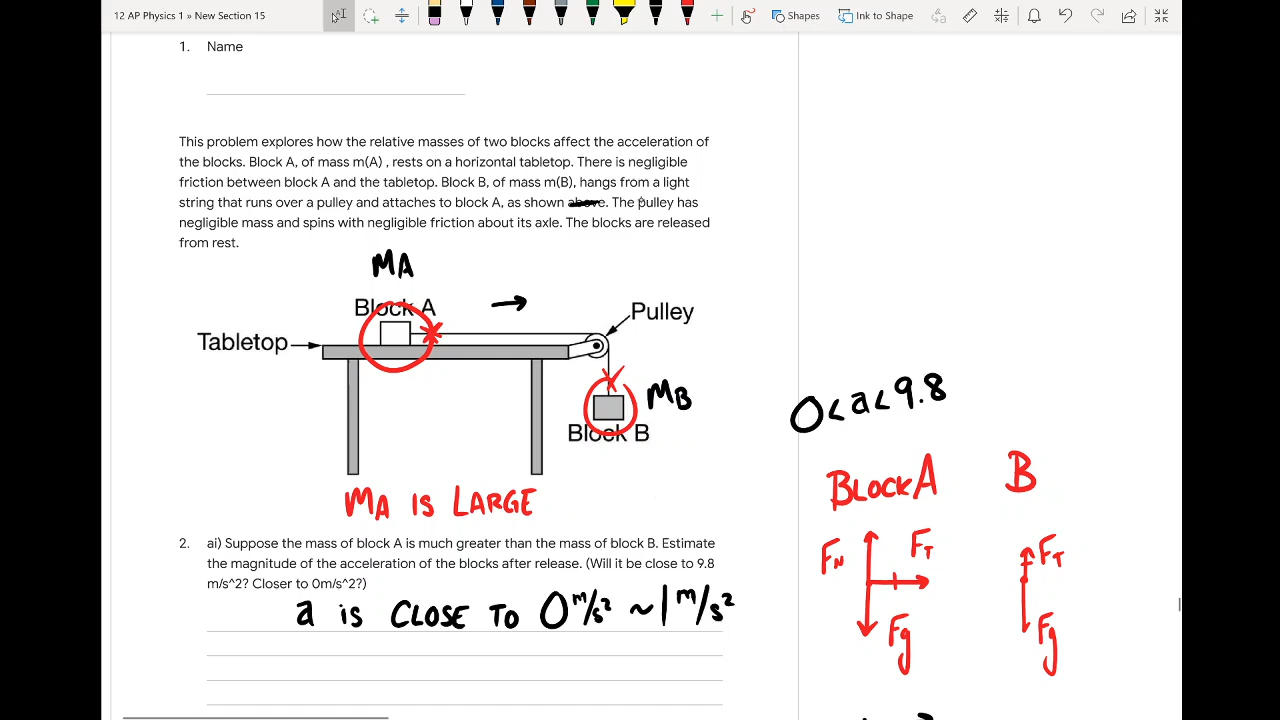 12 AP Physics 1 » New Section 15
Shapes
Ink to Shape
1. Name
This problem explores how the relative masses of two blocks affect the acceleration of
the blocks. Block A, of mass m(A) , rests on a horizontal tabletop. There is negligible
friction between block A and the tabletop. Block B, of mass m(B), hangs from a light
string that runs over a pulley and attaches to block A, as shown above. The pulley has
negligible mass and spins with negligible friction about its axle. The blocks are released
from rest.
MA
Block A
Pulley
Tabletop
MB
Block B
0 < a < 9.8
BLOCK A
B
MA IS LARGE
FN
FT
FT
Fg
Fg
2. ai) Suppose the mass of block A is much greater than the mass of block B. Estimate
the magnitude of the acceleration of the blocks after release. (Will it be close to 9.8
m/s^2? Closer to 0m/s^2?)
a IS CLOSE TO 0 m/s² ~1 m/s²